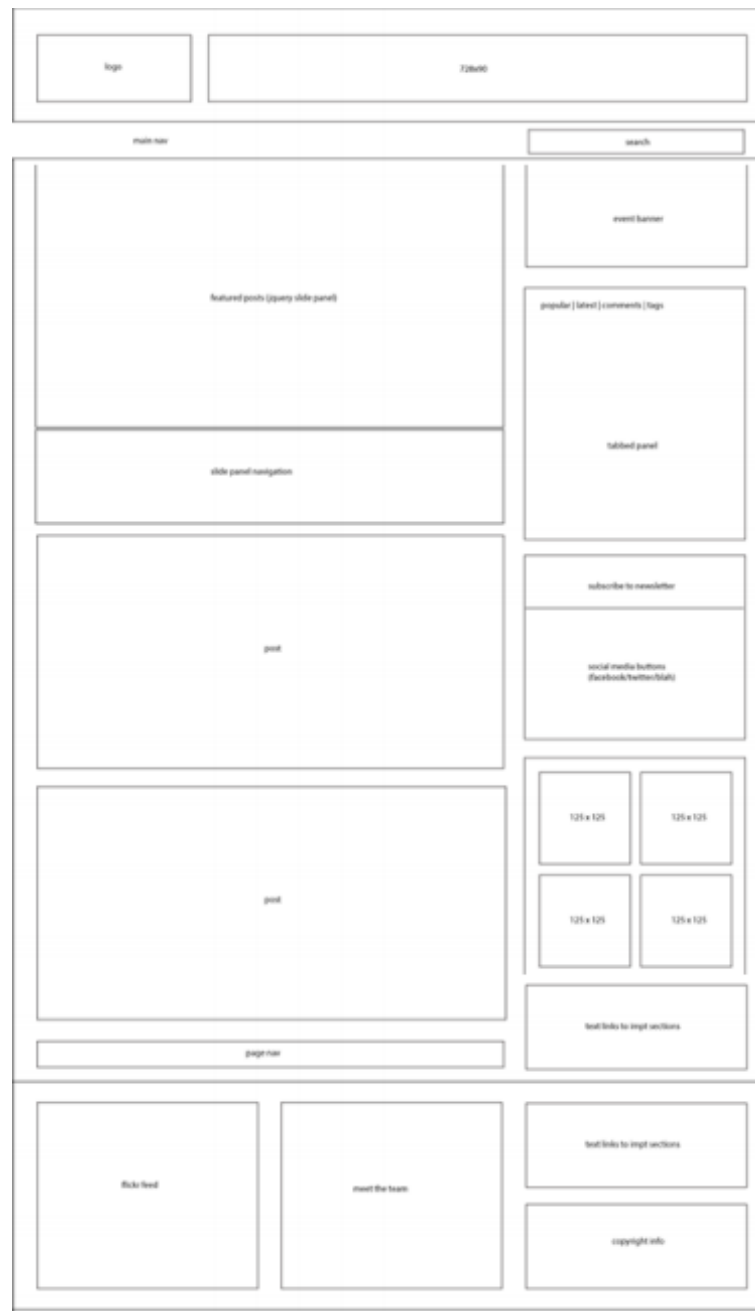 logo
728x90
main nav
search
event banner
featured posts (jquery slide panel)
popular | latest | comments | tags
tabbed panel
slide panel navigation
subscribe to newsletter
post
social media buttons
(facebook/twitter/blah)
125 x 125
125 x 125
post
125 x 125
125 x 125
text links to impt sections
page nav
text links to impt sections
flickr feed
meet the team
copyright info